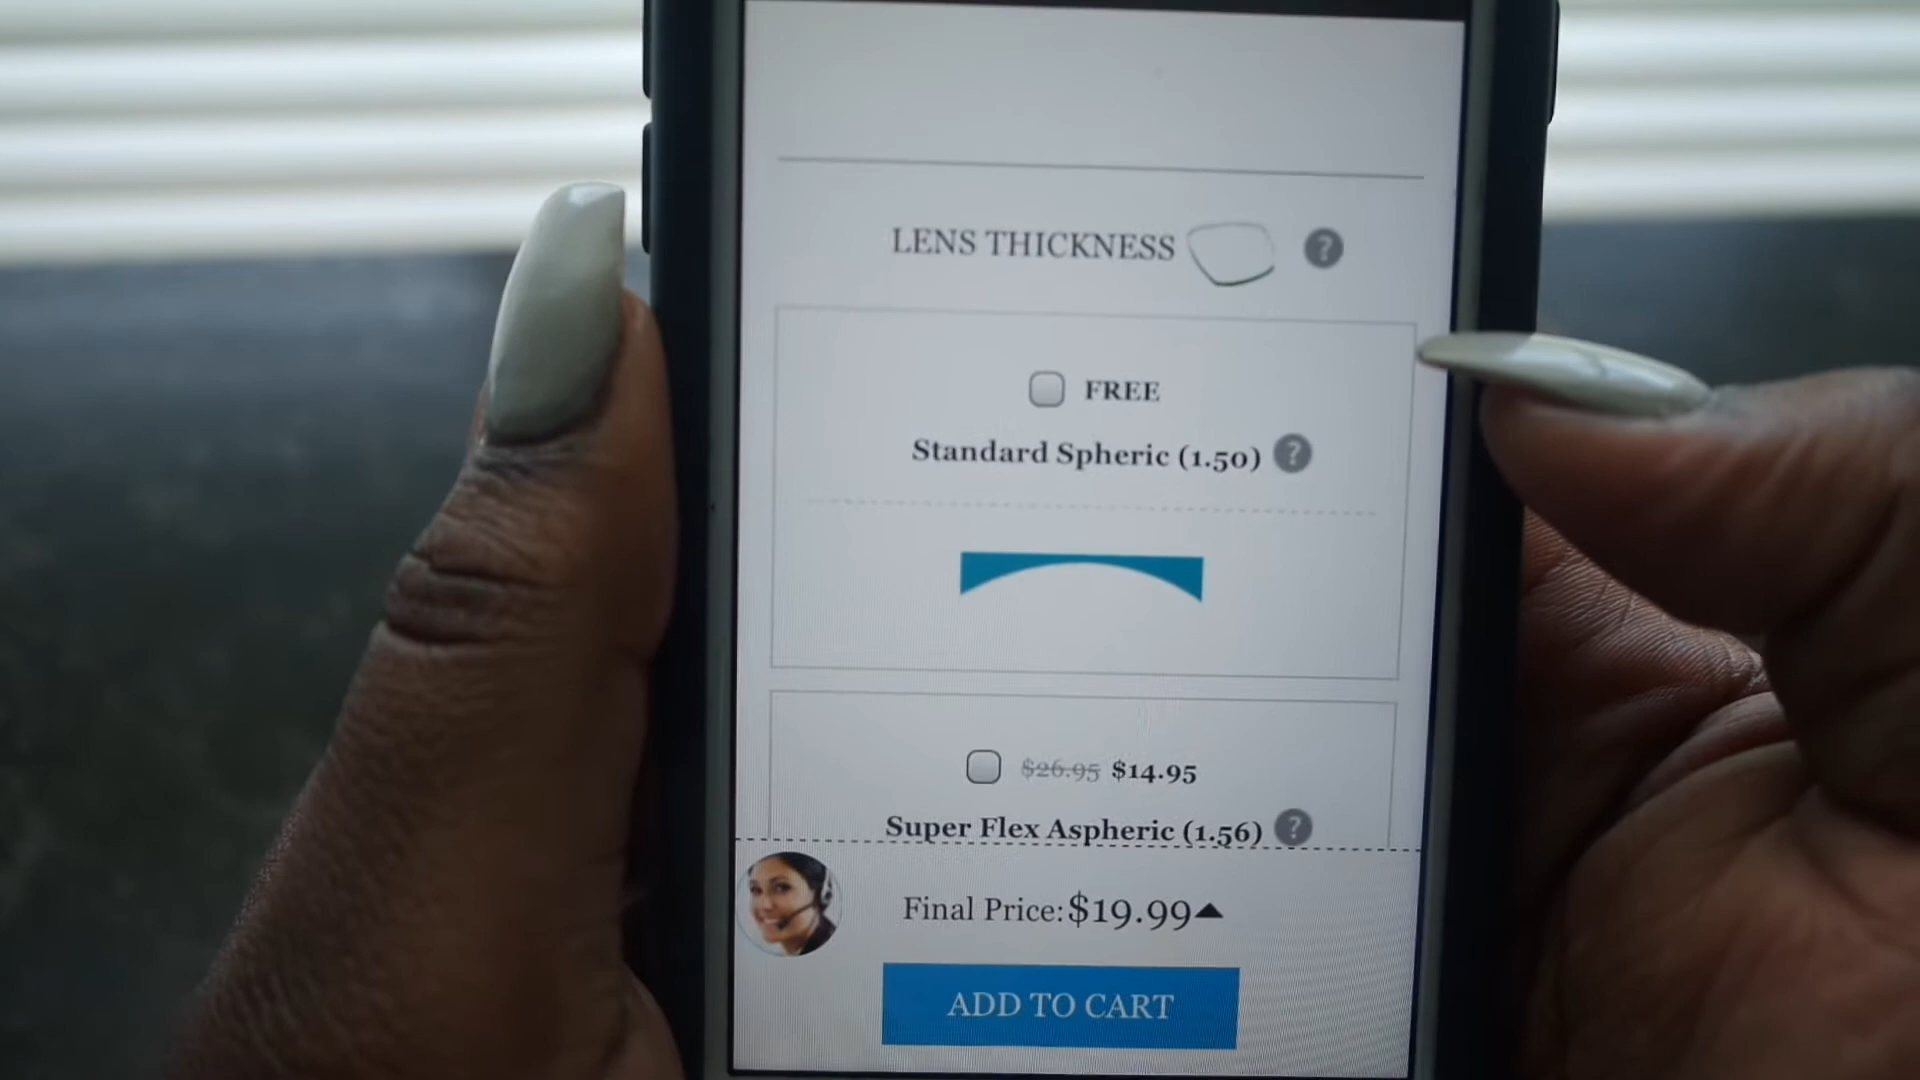 LENS THICKNESS ?
FREE
Standard Spheric (1.50) ?
$26.95 $14.95
Super Flex Aspheric (1.56) ?
Final Price: $19.99
ADD TO CART